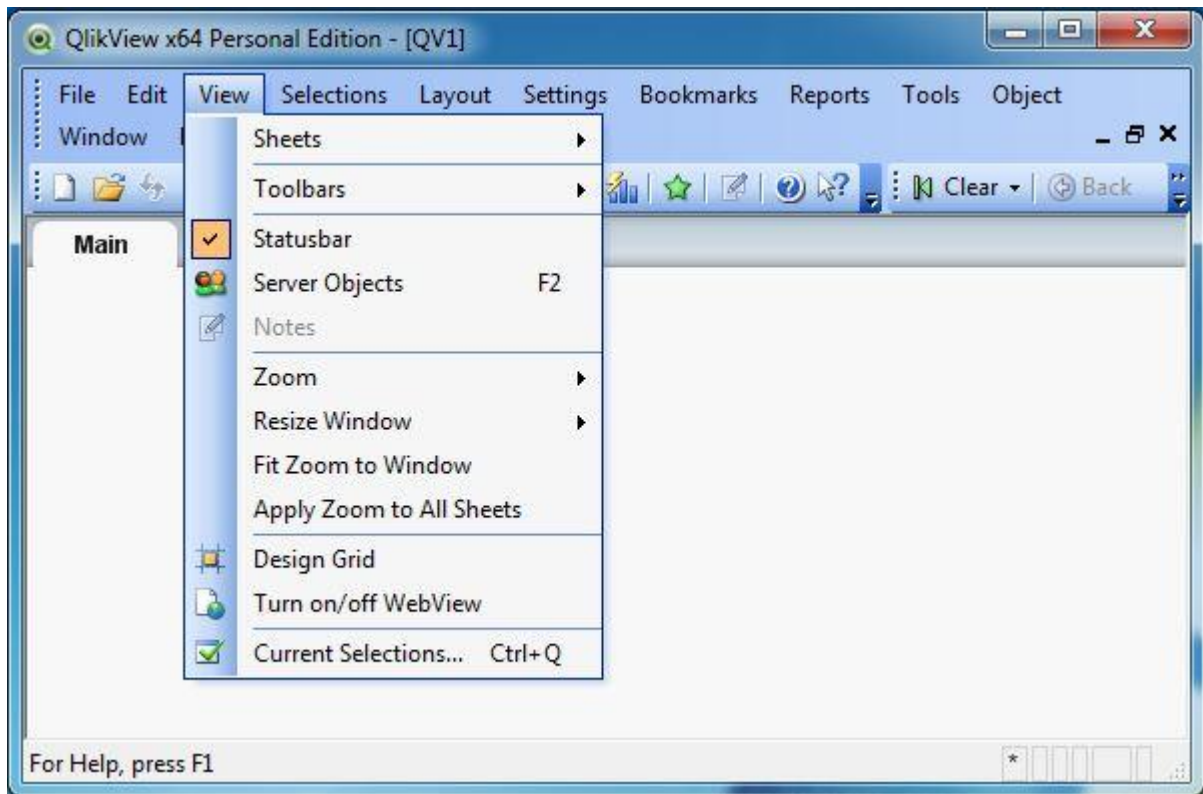 QlikView x64 Personal Edition - [QV1]
File Edit View Selections Layout Settings Bookmarks Reports Tools Object
Window
Sheets
Toolbars
Clear Back
Main
Statusbar
Server Objects F2
Notes
Zoom
Resize Window
Fit Zoom to Window
Apply Zoom to All Sheets
Design Grid
Turn on/off WebView
Current Selections... Ctrl+Q
For Help, press F1 *